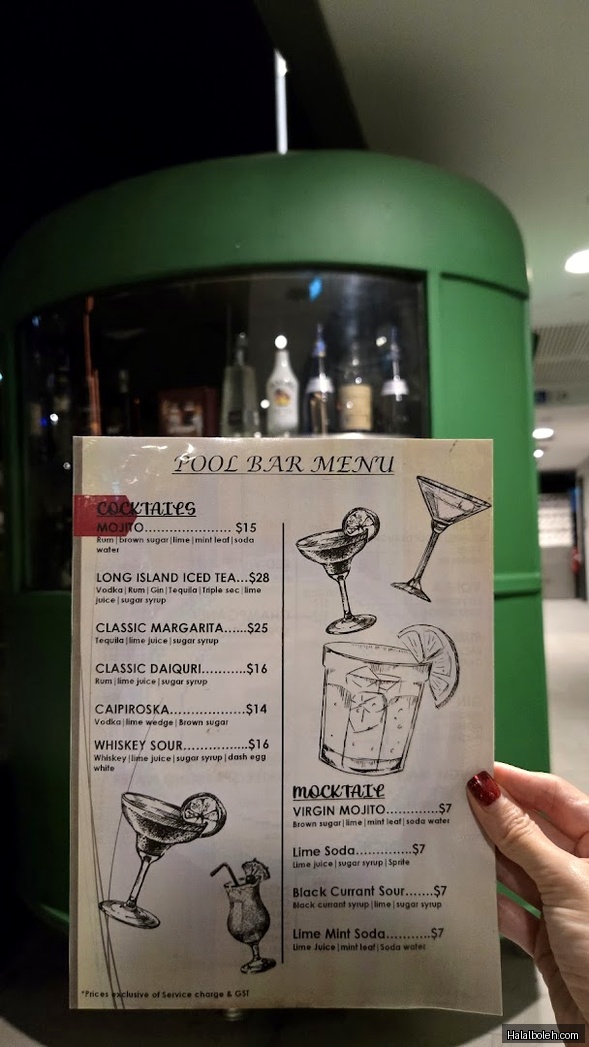 POOL BAR MENU
COCKTAILS
MOJITO..................... $15
Rum|brown sugar|lime|mint leaf|soda
water
LONG ISLAND ICED TEA...$28
Vodka|Rum|Gin|Tequila|Triple sec|lime
juice|sugar syrup
CLASSIC MARGARITA......$25
Tequila|lime juice|sugar syrup
CLASSIC DAIQURI..........$16
Rum|lime juice|sugar syrup
CAIPIROSKA................$14
Vodka|lime wedge|Brown sugar
WHISKEY SOUR................$16
Whiskey|lime juice|sugar syrup|dash egg
white
MOCKTAIL
VIRGIN MOJITO............$7
Brown sugar|lime|mint leaf|soda water
Lime Soda.............$7
Lime juice|sugar syrup|Sprite
Black Currant Sour.......$7
Black currant syrup|lime|sugar syrup
Lime Mint Soda...........$7
Lime Juice|mint leaf|Soda water
*Prices exclusive of Service charge & GST
Halalboleh.com